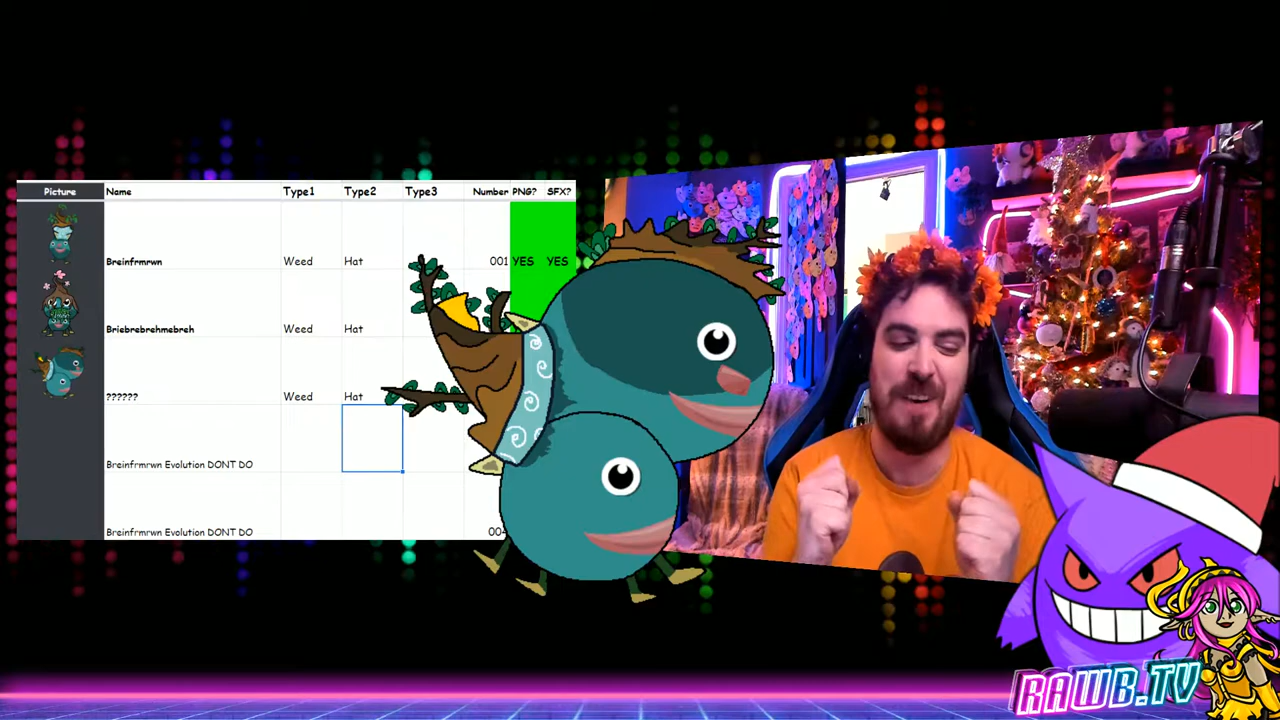 Picture Name Type1 Type2 Type3 Number PNG? SFX?
Breinfrmrwn Weed Hat 001 YES YES
Briebrebrehmebreh Weed Hat
?????? Weed Hat
Breinfrmrwn Evolution DONT DO
Breinfrmrwn Evolution DONT DO 004
RAWB.TV